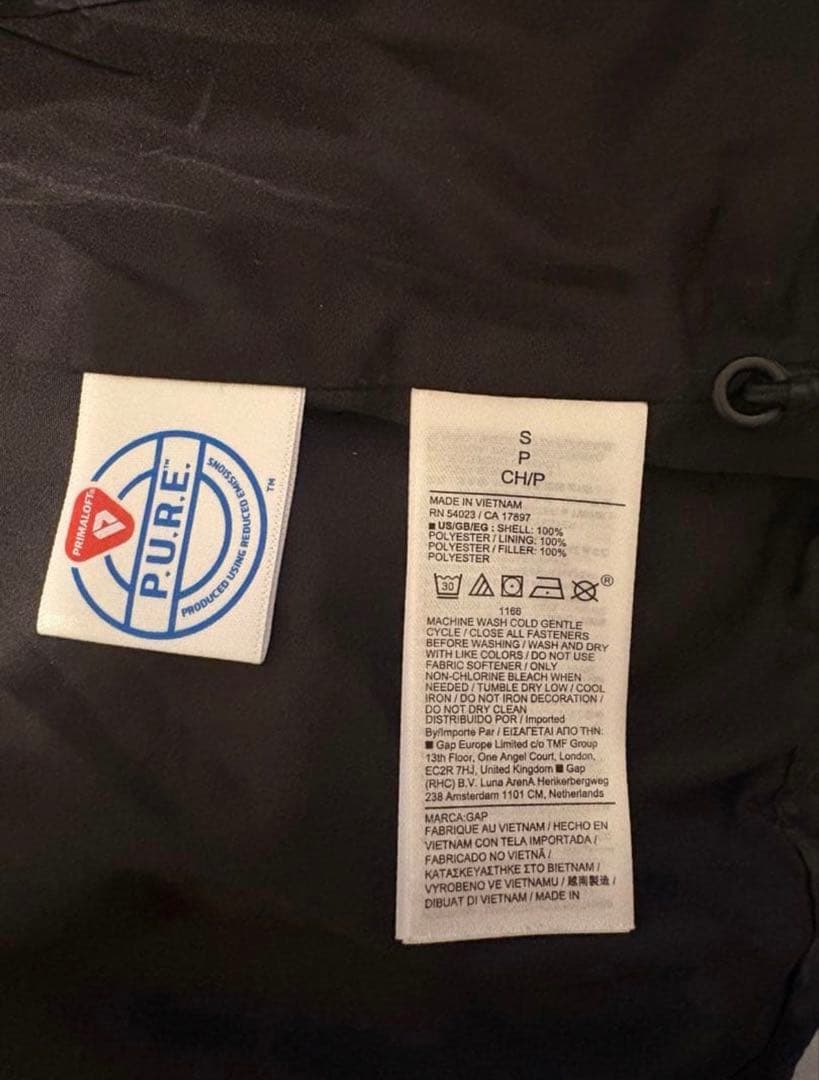 PRIMALOFT®
P.U.R.E.™
PRODUCED USING REDUCED EMISSIONS
™
S
P
CH/P
MADE IN VIETNAM
RN 54023 / CA 17897
■ US/GB/EG : SHELL: 100%
POLYESTER / LINING: 100%
POLYESTER / FILLER: 100%
POLYESTER
30
®
1166
MACHINE WASH COLD GENTLE
CYCLE / CLOSE ALL FASTENERS
BEFORE WASHING / WASH AND DRY
WITH LIKE COLORS / DO NOT USE
FABRIC SOFTENER / ONLY
NON-CHLORINE BLEACH WHEN
NEEDED / TUMBLE DRY LOW / COOL
IRON / DO NOT IRON DECORATION /
DO NOT DRY CLEAN
DISTRIBUIDO POR / Imported
By/Importe Par / ΕΙΣΑΓΕΤΑΙ ΑΠΟ ΤΗΝ:
■ Gap Europe Limited c/o TMF Group
13th Floor, One Angel Court, London,
EC2R 7HJ, United Kingdom ■ Gap
(RHC) B.V. Luna ArenA Herikerbergweg
238 Amsterdam 1101 CM, Netherlands
MARCA:GAP
FABRIQUE AU VIETNAM / HECHO EN
VIETNAM CON TELA IMPORTADA /
FABRICADO NO VIETNÃ /
ΚΑΤΑΣΚΕΥΑΣΤΗΚΕ ΣΤΟ ΒΙΕΤΝΑΜ /
VYROBENO VE VIETNAMU / 越南製造 /
DIBUAT DI VIETNAM / MADE IN